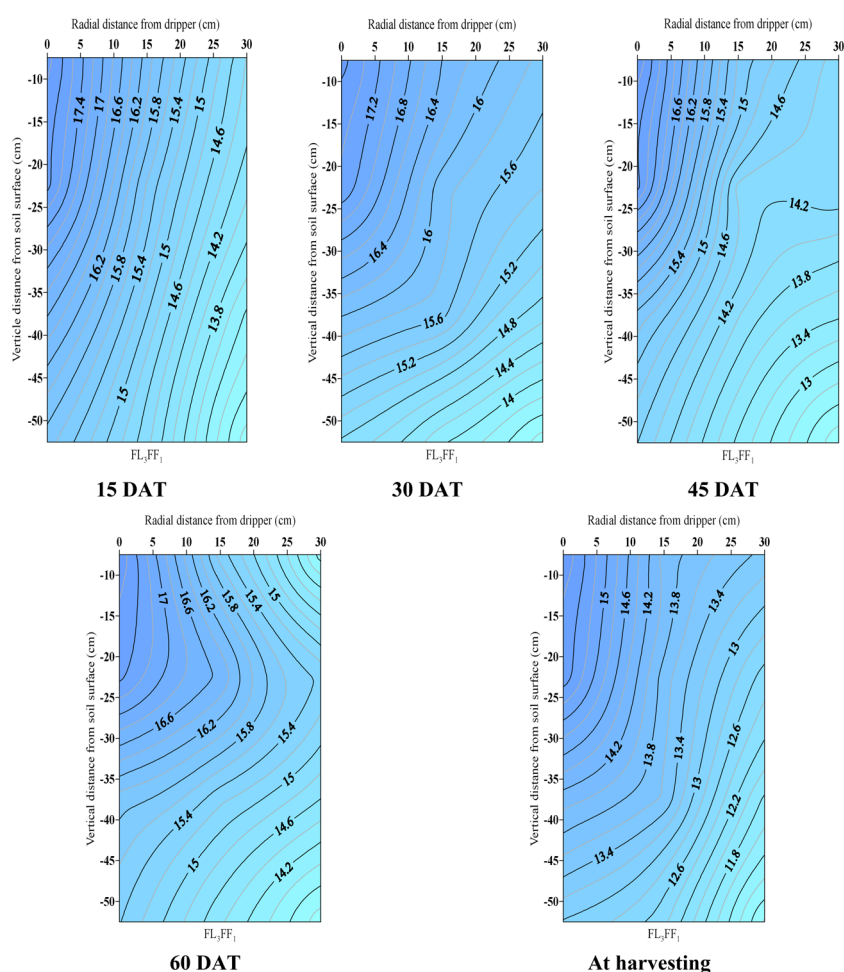 Radial distance from dripper (cm)
0 5 10 15 20 25 30
Verticle distance from soil surface (cm)
-10
-15
-20
-25
-30
-35
-40
-45
-50
17.4 17 16.6 16.2 15.8 15.4 15
14.6
14.2
16.2 15.8 15.4 15
14.6
13.8
15
FL3FF1
15 DAT
Radial distance from dripper (cm)
0 5 10 15 20 25 30
Vertical distance from soil surface (cm)
-10
-15
-20
-25
-30
-35
-40
-45
-50
17.2 16.8 16.4 16
15.6
16.4 16
15.2
15.6
14.8
15.2
14.4
14
FL3FF1
30 DAT
Radial distance from dripper (cm)
0 5 10 15 20 25 30
Vertical distance from soil surface (cm)
-10
-15
-20
-25
-30
-35
-40
-45
-50
16.6 16.2 15.8 15.4 15 14.6
14.2
15.4 15 14.6
13.8
14.2
13.4
13
FL3FF1
45 DAT
Radial distance from dripper (cm)
0 5 10 15 20 25 30
Vertical distance from soil surface (cm)
-10
-15
-20
-25
-30
-35
-40
-45
-50
17 16.6 16.2 15.8 15.4 15
16.6 16.2 15.8 15.4
15
15.4
14.6
15
14.2
FL3FF1
60 DAT
Radial distance from dripper (cm)
0 5 10 15 20 25 30
Vertical distance from soil surface (cm)
-10
-15
-20
-25
-30
-35
-40
-45
-50
15 14.6 14.2 13.8 13.4
13
14.2 13.8 13.4 12.6
13
12.2
13.4
12.6 11.8
FL3FF1
At harvesting